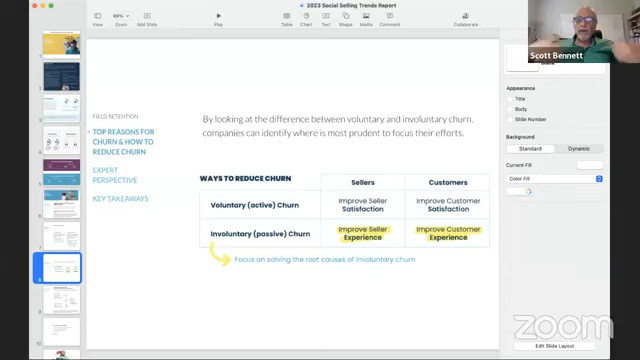 2023 Social Selling Trends Report
99%
View
Zoom
Add Slide
Play
Table
Chart
Text
Shape
Media
Comment
Collaborate
Scott Bennett
Appearance
Title
Body
Slide Number
Background
Standard
Dynamic
Current Fill
Color Fill
Edit Slide Layout
FIELD RETENTION
TOP REASONS FOR
CHURN & HOW TO
REDUCE CHURN
EXPERT
PERSPECTIVE
KEY TAKEAWAYS
By looking at the difference between voluntary and involuntary churn,
companies can identify where is most prudent to focus their efforts.
WAYS TO REDUCE CHURN
Sellers
Customers
Voluntary (active) Churn
Improve Seller
Satisfaction
Improve Customer
Satisfaction
Involuntary (passive) Churn
Improve Seller
Experience
Improve Customer
Experience
Focus on solving the root causes of involuntary churn
zoom